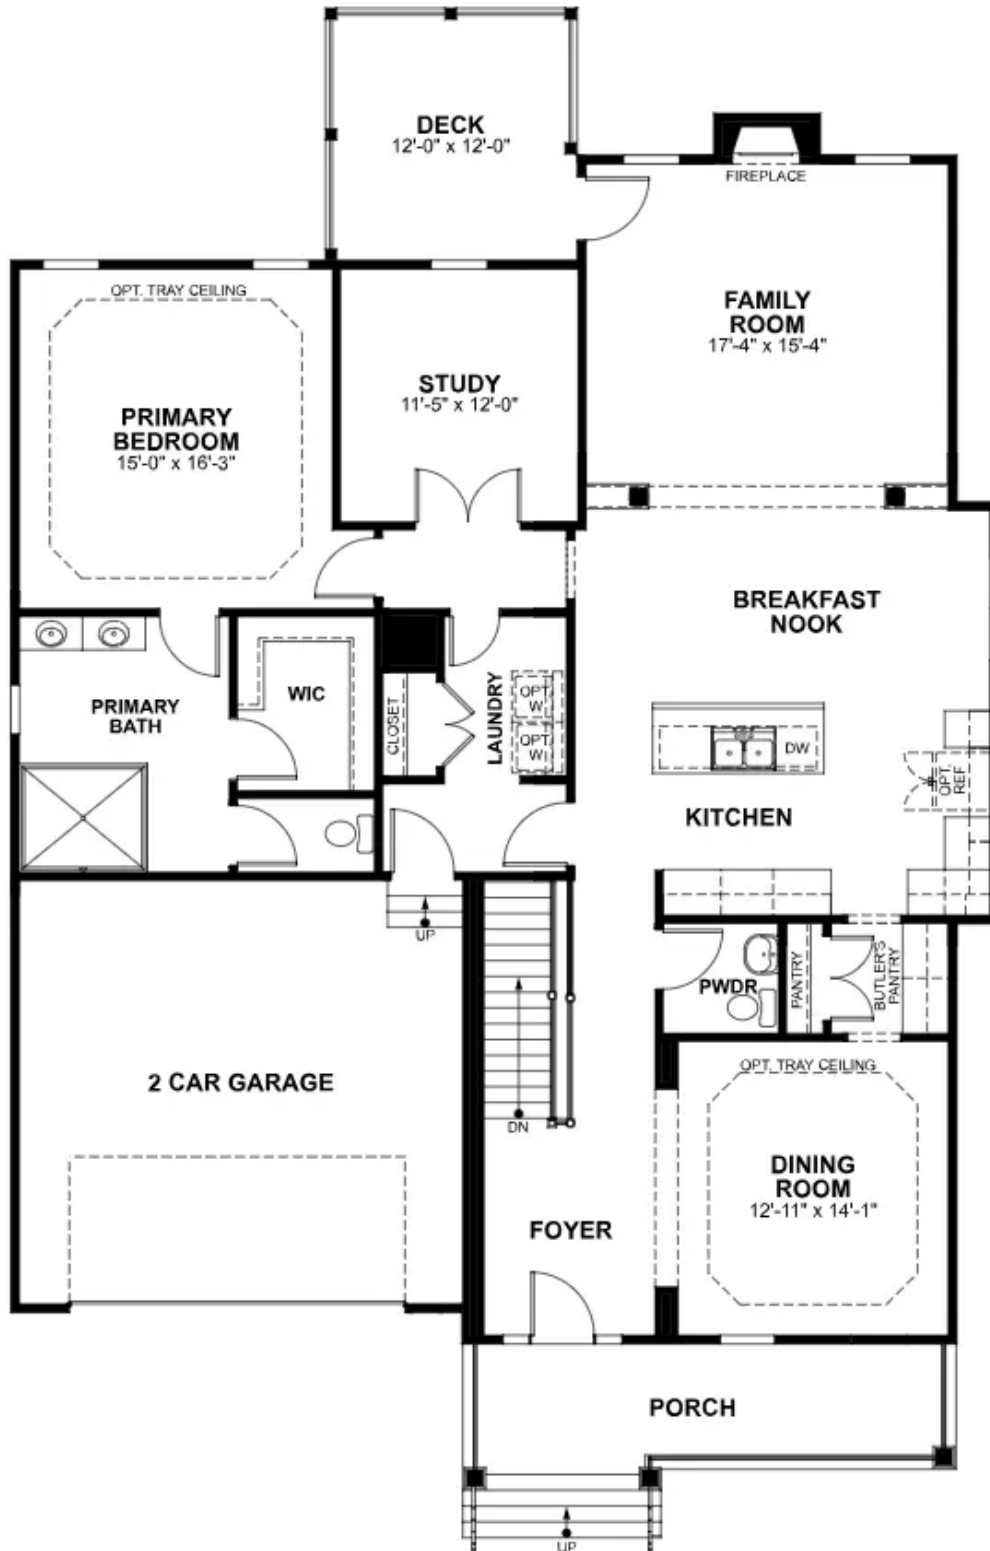 DECK
12'-0" x 12'-0"
FIREPLACE
OPT. TRAY CEILING
FAMILY
ROOM
17'-4" x 15'-4"
STUDY
11'-5" x 12'-0"
PRIMARY
BEDROOM
15'-0" x 16'-3"
BREAKFAST
NOOK
PRIMARY
BATH
WIC
CLOSET
LAUNDRY
OPT.
W
OPT.
W
DW
OPT.
REF
KITCHEN
UP
PWDR
PANTRY
BUTLER'S
PANTRY
2 CAR GARAGE
DN
OPT. TRAY CEILING
DINING
ROOM
12'-11" x 14'-1"
FOYER
PORCH
UP